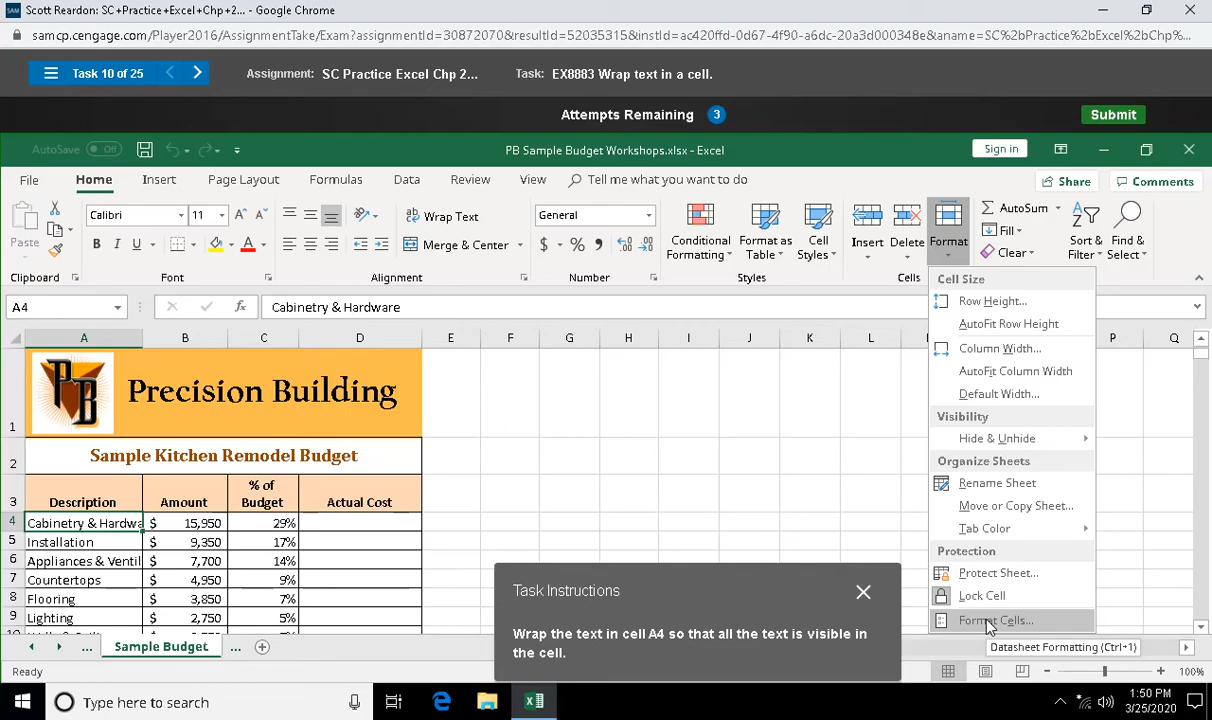 Scott Reardon: SC+Practice+Excel+Chp+2... - Google Chrome
samcp.cengage.com/Player2016/AssignmentTake/Exam?assignmentId=30872070&resultId=52035315&instId=ac420ffd-0d67-4f90-a6dc-20a3d000348e&aname=SC%2bPractice%2bExcel%2bChp%...
Task 10 of 25
Assignment: SC Practice Excel Chp 2...
Task: EX8883 Wrap text in a cell.
Attempts Remaining 3
Submit
AutoSave Off
PB Sample Budget Workshops.xlsx - Excel
Sign in
File Home Insert Page Layout Formulas Data Review View Tell me what you want to do
Share Comments
Paste
Calibri 11
B I U
Wrap Text
Merge & Center
General
$ % ,
Conditional Formatting
Format as Table
Cell Styles
Insert Delete Format
AutoSum
Fill
Clear
Sort & Filter
Find & Select
Clipboard Font Alignment Number Styles Cells
A4
fx Cabinetry & Hardware
A B C D E F G H I J K L P Q
1 Precision Building
PB
2 Sample Kitchen Remodel Budget
3 Description Amount % of Budget Actual Cost
4 Cabinetry & Hardwa $ 15,950 29%
5 Installation $ 9,350 17%
6 Appliances & Ventil $ 7,700 14%
7 Countertops $ 4,950 9%
8 Flooring $ 3,850 7%
9 Lighting $ 2,750 5%
Cell Size
Row Height...
AutoFit Row Height
Column Width...
AutoFit Column Width
Default Width...
Visibility
Hide & Unhide
Organize Sheets
Rename Sheet
Move or Copy Sheet...
Tab Color
Protection
Protect Sheet...
Lock Cell
Format Cells...
Datasheet Formatting (Ctrl+1)
Task Instructions
Wrap the text in cell A4 so that all the text is visible in
the cell.
... Sample Budget ...
Ready
100%
Type here to search
1:50 PM
3/25/2020